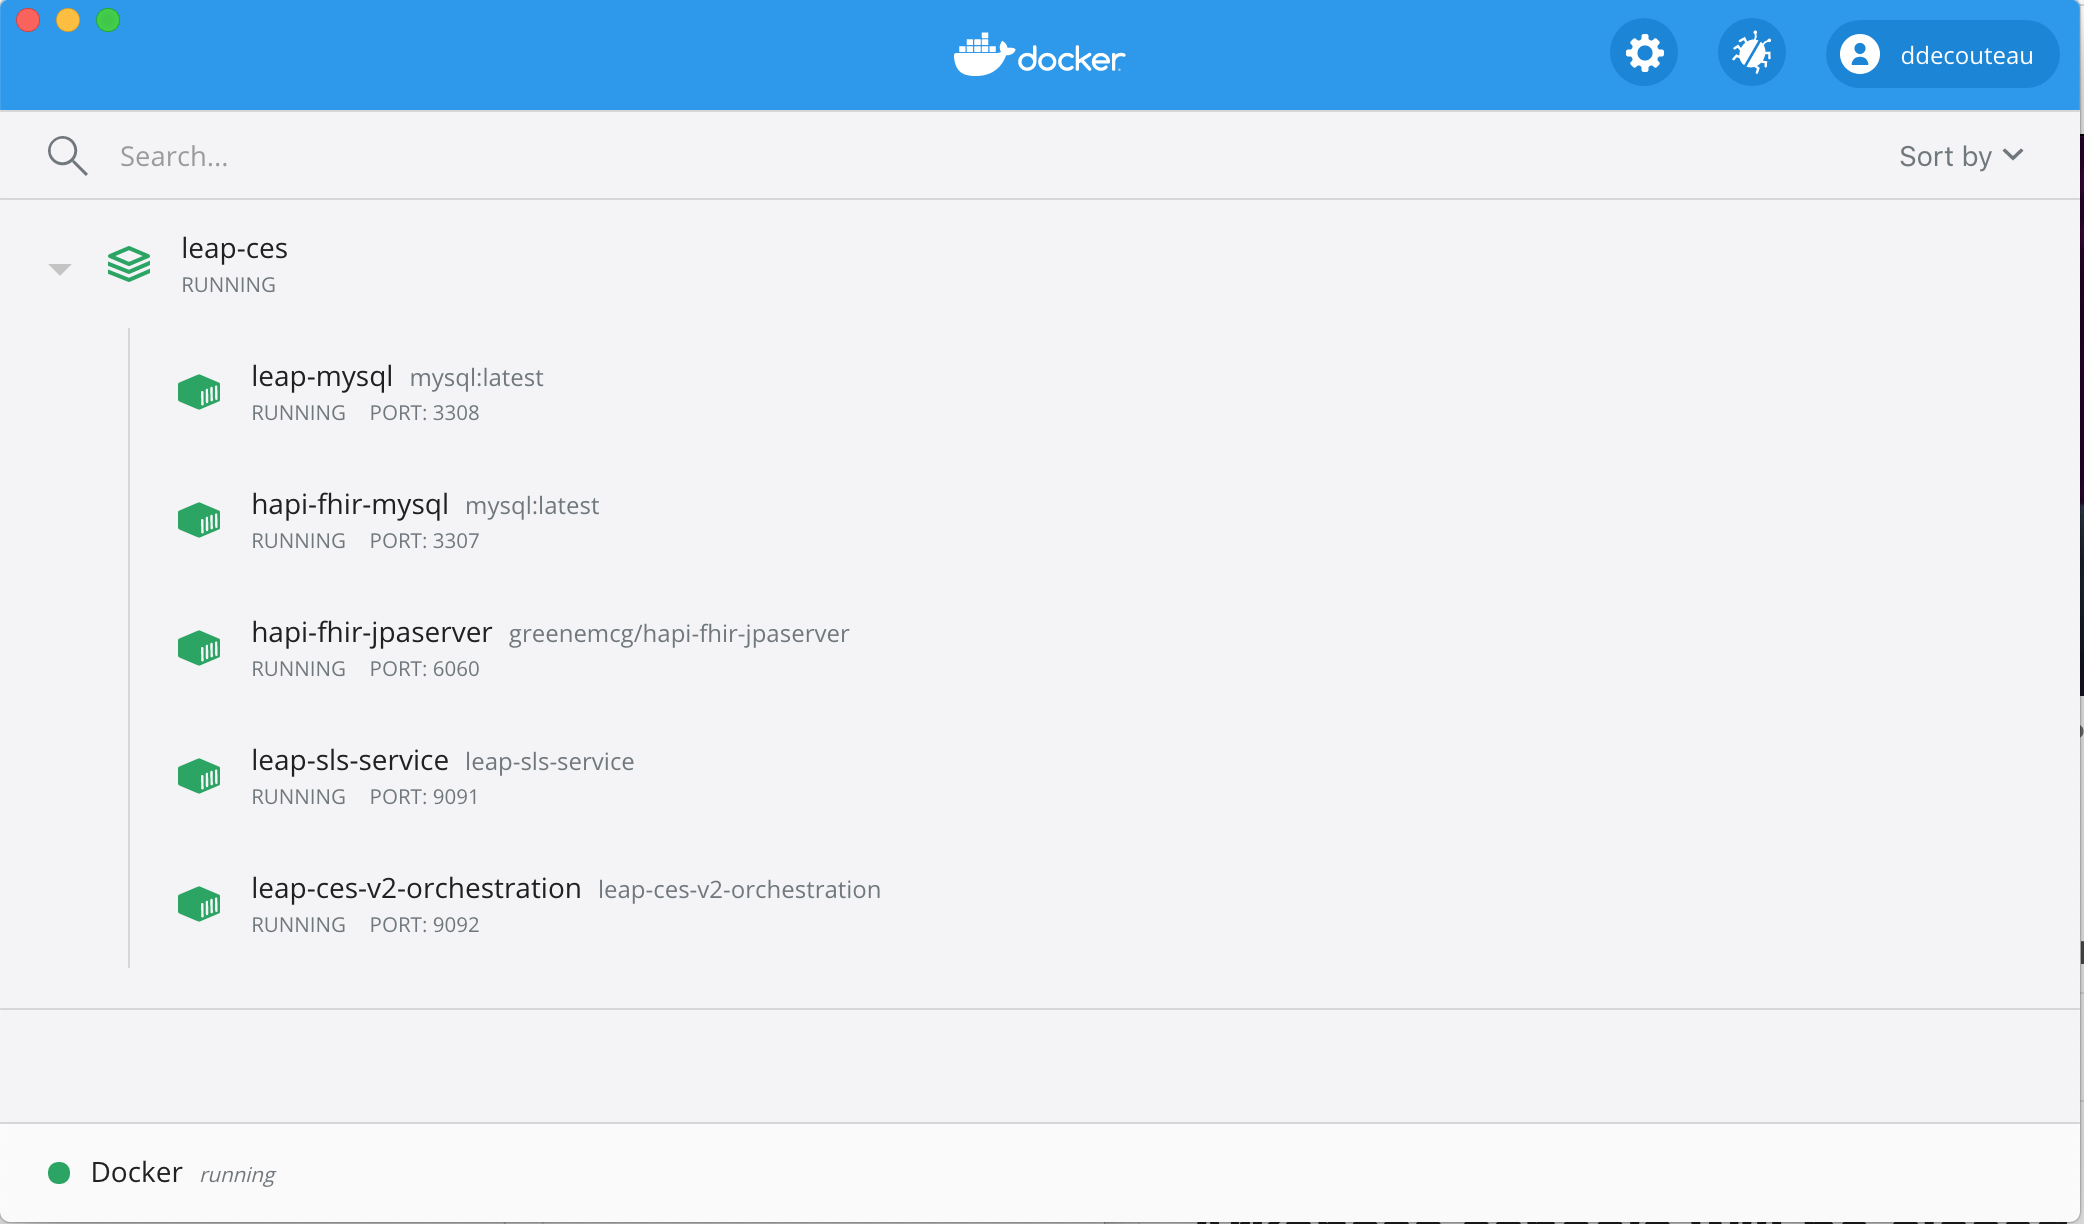 docker
ddecouteau
Search...
Sort by
leap-ces
RUNNING
leap-mysql mysql:latest
RUNNING PORT: 3308
hapi-fhir-mysql mysql:latest
RUNNING PORT: 3307
hapi-fhir-jpaserver greenemcg/hapi-fhir-jpaserver
RUNNING PORT: 6060
leap-sls-service leap-sls-service
RUNNING PORT: 9091
leap-ces-v2-orchestration leap-ces-v2-orchestration
RUNNING PORT: 9092
Docker running